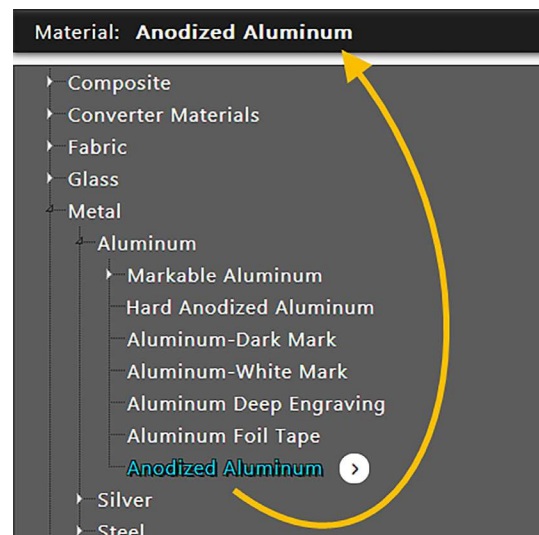 Material: Anodized Aluminum
Composite
Converter Materials
Fabric
Glass
Metal
Aluminum
Markable Aluminum
Hard Anodized Aluminum
Aluminum-Dark Mark
Aluminum-White Mark
Aluminum Deep Engraving
Aluminum Foil Tape
Anodized Aluminum
Silver
Steel